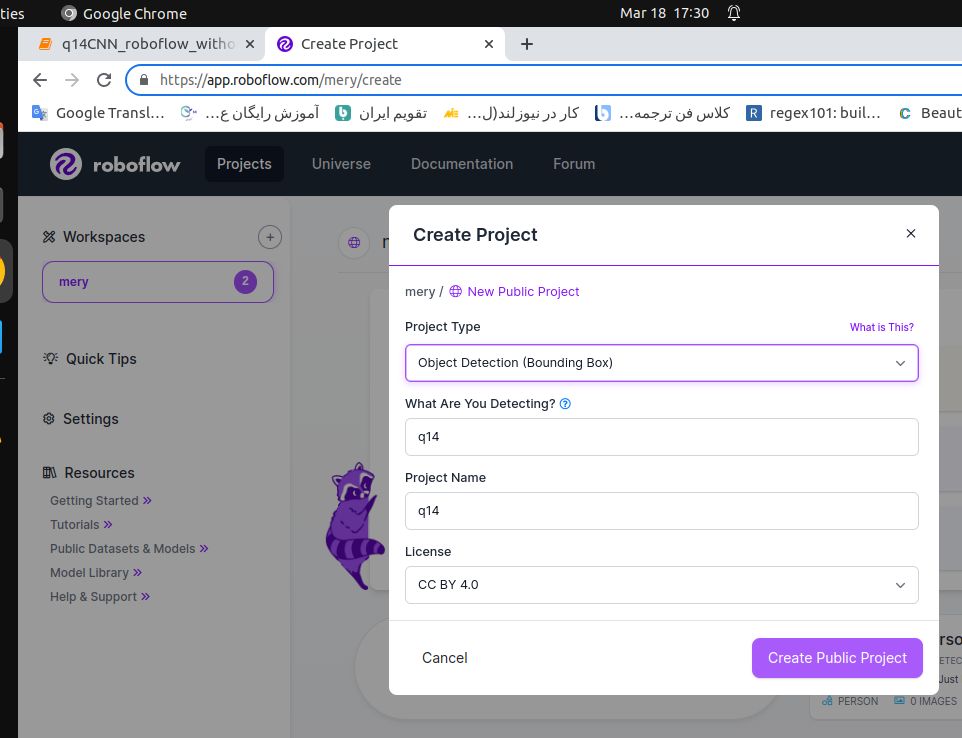 ties Google Chrome Mar 18 17:30
q14CNN_roboflow_witho Create Project
https://app.roboflow.com/mery/create
Google Transl... آموزش رایگان ع... تقویم ایران کار در نیوزلند(ل... کلاس فن ترجمه... R regex101: buil... C Beaut
roboflow Projects Universe Documentation Forum
Workspaces
mery 2
Quick Tips
Settings
Resources
Getting Started »
Tutorials »
Public Datasets & Models »
Model Library »
Help & Support »
Create Project
mery / New Public Project
Project Type What is This?
Object Detection (Bounding Box)
What Are You Detecting?
q14
Project Name
q14
License
CC BY 4.0
Cancel Create Public Project
rso
ETEC
Just
PERSON 0 IMAGES